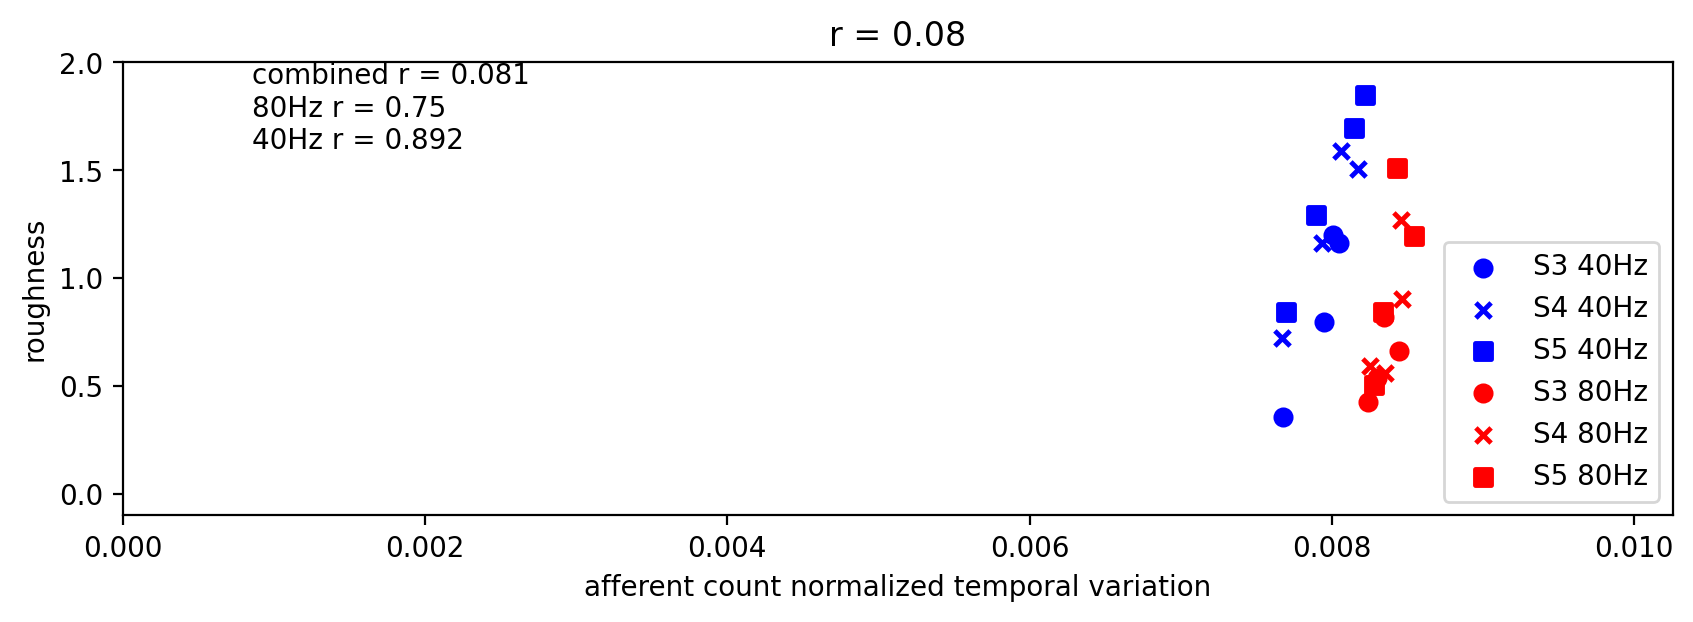 r = 0.08
combined r = 0.081
80Hz r = 0.75
40Hz r = 0.892
2.0
1.5
1.0
0.5
0.0
roughness
S3 40Hz
S4 40Hz
S5 40Hz
S3 80Hz
S4 80Hz
S5 80Hz
0.000 0.002 0.004 0.006 0.008 0.010
afferent count normalized temporal variation